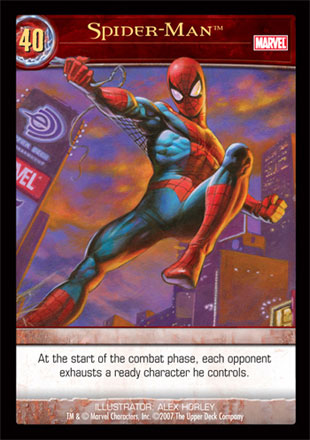 40
SPIDER-MAN™
MARVEL
VEL
At the start of the combat phase, each opponent
exhausts a ready character he controls.
ILLUSTRATOR: ALEX HORLEY
TM & © Marvel Characters, Inc. ©2007 The Upper Deck Company